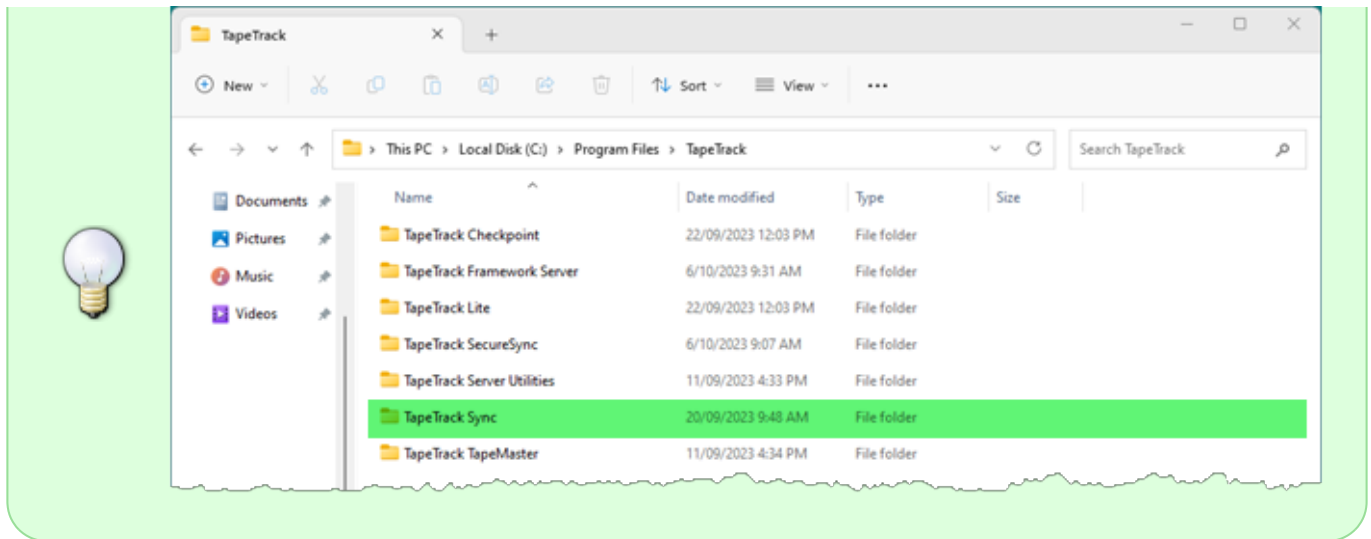 TapeTrack
New
Sort
View
This PC > Local Disk (C:) > Program Files > TapeTrack
Search TapeTrack
Documents
Pictures
Music
Videos
Name Date modified Type Size
TapeTrack Checkpoint 22/09/2023 12:03 PM File folder
TapeTrack Framework Server 6/10/2023 9:31 AM File folder
TapeTrack Lite 22/09/2023 12:03 PM File folder
TapeTrack SecureSync 6/10/2023 9:07 AM File folder
TapeTrack Server Utilities 11/09/2023 4:33 PM File folder
TapeTrack Sync 20/09/2023 9:48 AM File folder
TapeTrack TapeMaster 11/09/2023 4:34 PM File folder